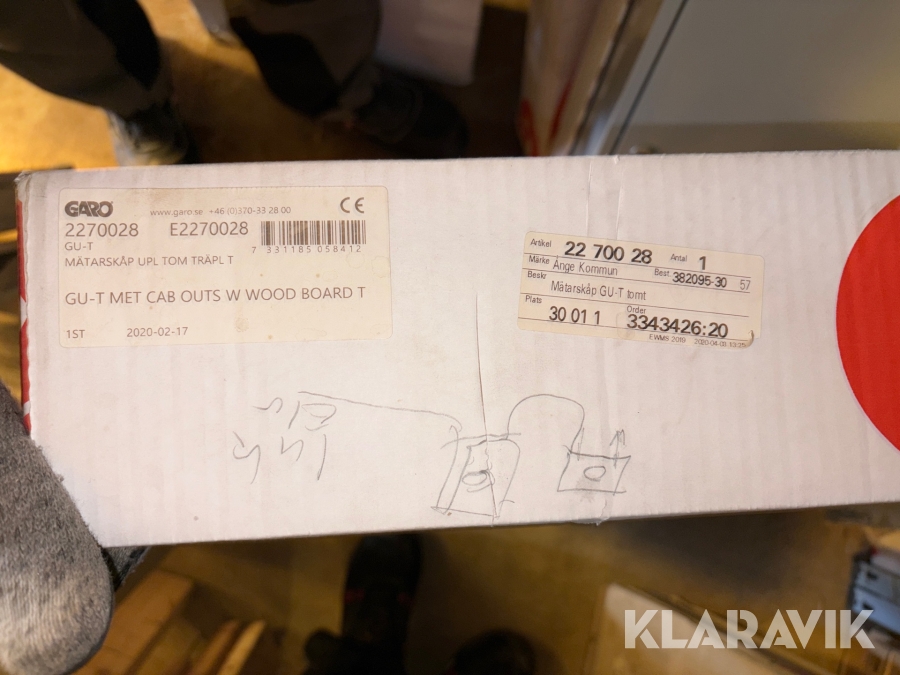 GARO www.garo.se +46 (0)370-33 28 00 CE
2270028 E2270028
7 331185 058412
GU-T
MÄTARSKÅP UPL TOM TRÄPL T
GU-T MET CAB OUTS W WOOD BOARD T
1ST 2020-02-17
Artikel 22 700 28 Antal 1
Märke Ånge Kommun Best. 382095-30 57
Beskr Mätarskåp GU-T tomt
Plats 30 01 1 Order 3343426:20
EWMS 2019 2020-04-01
KLARAVIK